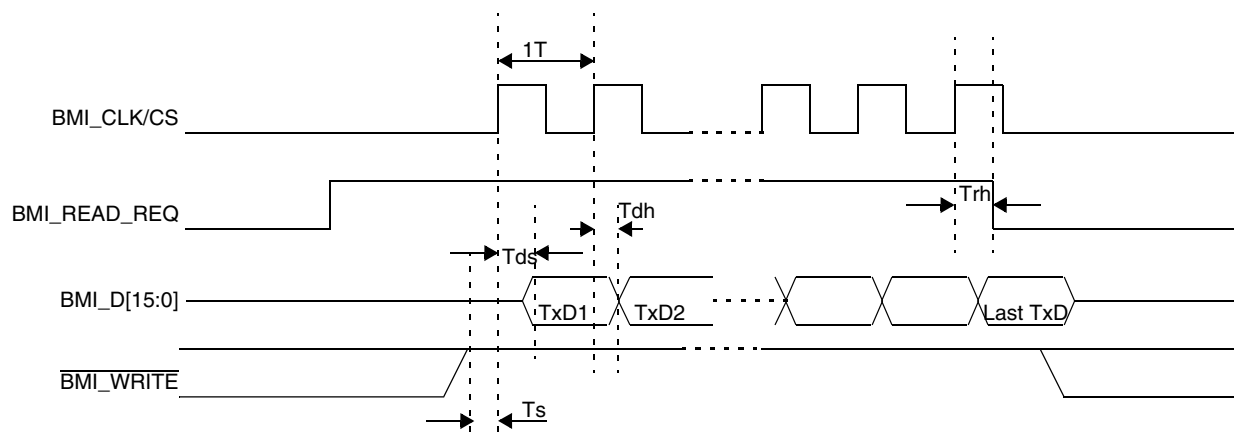 1T
BMI_CLK/CS
BMI_READ_REQ
Trh
Tdh
Tds
BMI_D[15:0]
TxD1
TxD2
Last TxD
BMI_WRITE
Ts